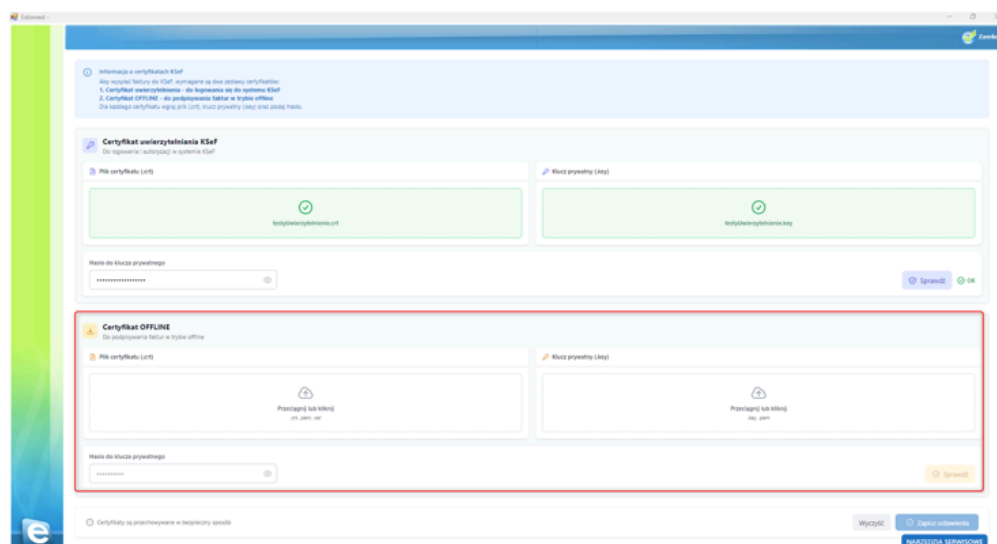 Estomed -
Zamkn
Informacja o certyfikatach KSeF
Aby wysyłać faktury do KSeF, wymagane są dwa zestawy certyfikatów:
1. Certyfikat uwierzytelniania - do logowania się do systemu KSeF
2. Certyfikat OFFLINE - do podpisywania faktur w trybie offline
Dla każdego certyfikatu wgraj plik (.crt), klucz prywatny (.key) oraz podaj hasło.
Certyfikat uwierzytelniania KSeF
Do logowania i autoryzacji w systemie KSeF
Plik certyfikatu (.crt)
Klucz prywatny (.key)
testyUwierzytelnienie.crt
testyUwierzytelnienie.key
Hasło do klucza prywatnego
Sprawdź
OK
Certyfikat OFFLINE
Do podpisywania faktur w trybie offline
Plik certyfikatu (.crt)
Klucz prywatny (.key)
Przeciągnij lub kliknij
.crt, .pem, .cer
Przeciągnij lub kliknij
.key, .pem
Hasło do klucza prywatnego
Sprawdź
Certyfikaty są przechowywane w bezpieczny sposób
Wyczyść
Zapisz ustawienia
NARZĘDZIA SERWISOWE